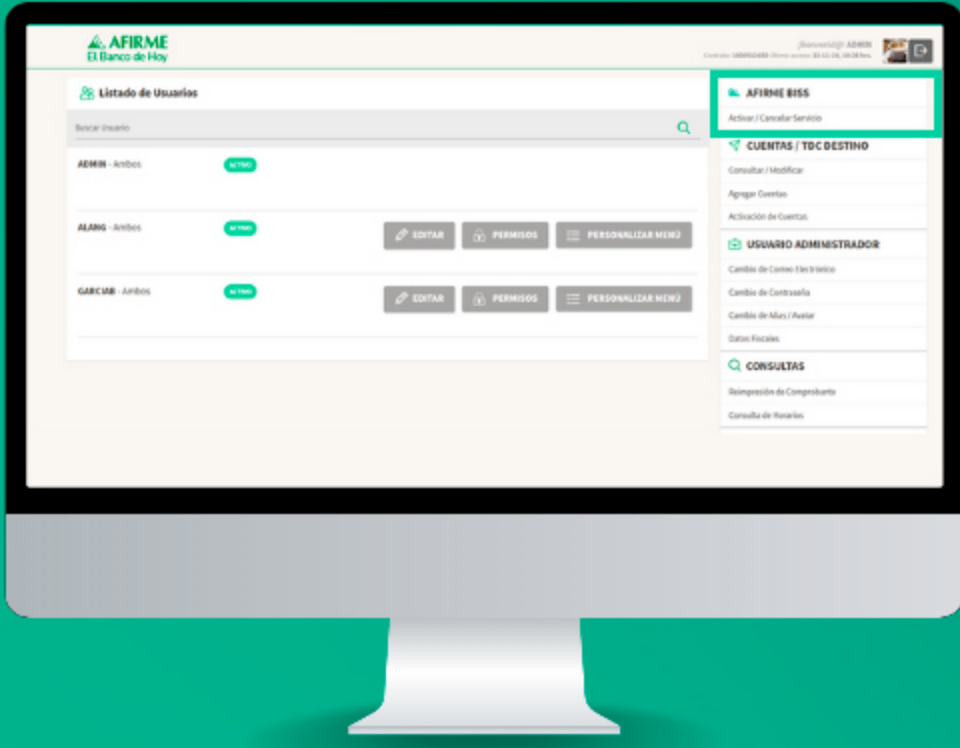 AFIRME
El Banco de Hoy
¡Bienvenid@! ADMIN
Listado de Usuarios
Buscar Usuario
ADMIN - Ambos
ACTIVO
ALANG - Ambos
ACTIVO
EDITAR
PERMISOS
PERSONALIZAR MENÚ
GARCIAB - Ambos
ACTIVO
EDITAR
PERMISOS
PERSONALIZAR MENÚ
AFIRME BISS
Activar / Cancelar Servicio
CUENTAS / TDC DESTINO
Consultar / Modificar
Agregar Cuentas
Activación de Cuentas
USUARIO ADMINISTRADOR
Cambio de Correo Electrónico
Cambio de Contraseña
Cambio de Alias / Avatar
Datos Fiscales
CONSULTAS
Reimpresión de Comprobante
Consulta de Horarios